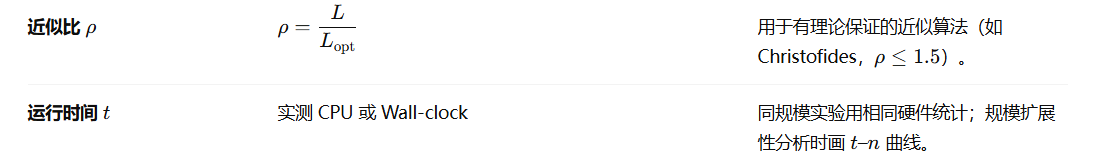 近似比 ρ
ρ = L / L_opt
用于有理论保证的近似算法（如
Christofides，ρ ≤ 1.5）。
运行时间 t
实测 CPU 或 Wall-clock
同规模实验用相同硬件统计；规模扩展
性分析时画 t–n 曲线。